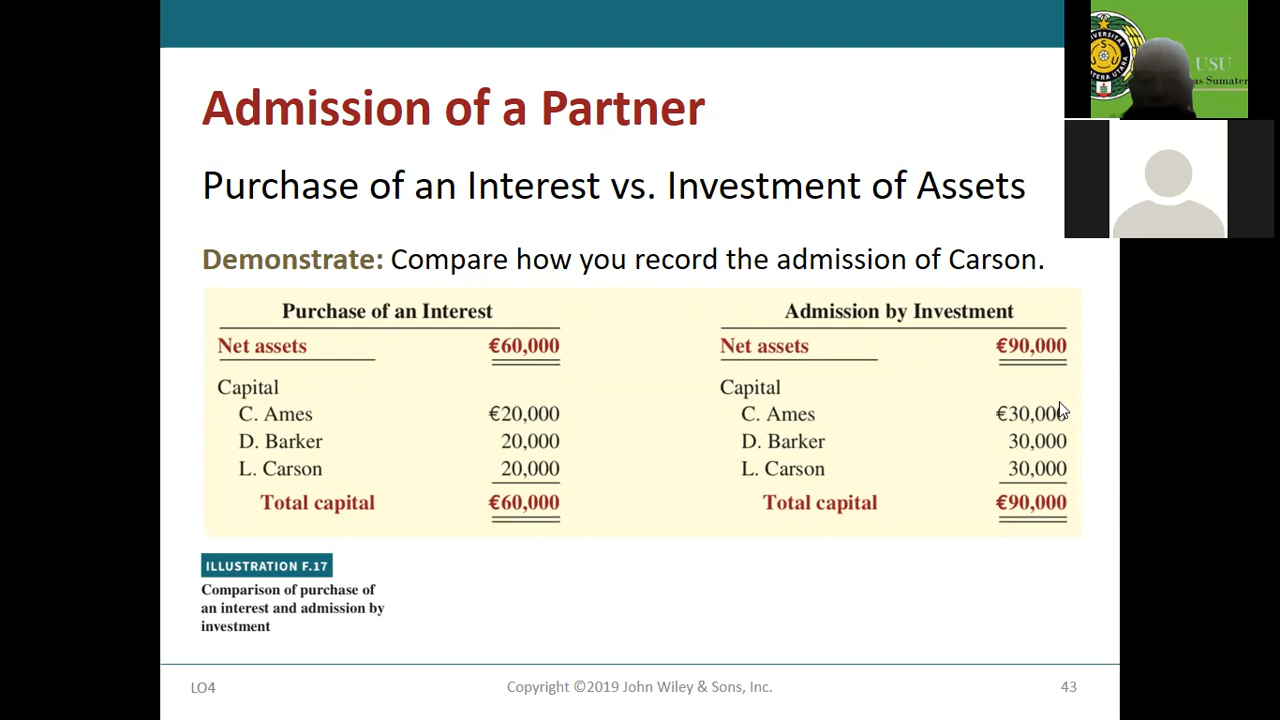 Admission of a Partner
USU
as Sumater
Purchase of an Interest vs. Investment of Assets
Demonstrate: Compare how you record the admission of Carson.
Purchase of an Interest
Net assets €60,000
Capital
C. Ames €20,000
D. Barker 20,000
L. Carson 20,000
Total capital €60,000
Admission by Investment
Net assets €90,000
Capital
C. Ames €30,000
D. Barker 30,000
L. Carson 30,000
Total capital €90,000
ILLUSTRATION F.17
Comparison of purchase of
an interest and admission by
investment
LO4
Copyright ©2019 John Wiley & Sons, Inc.
43